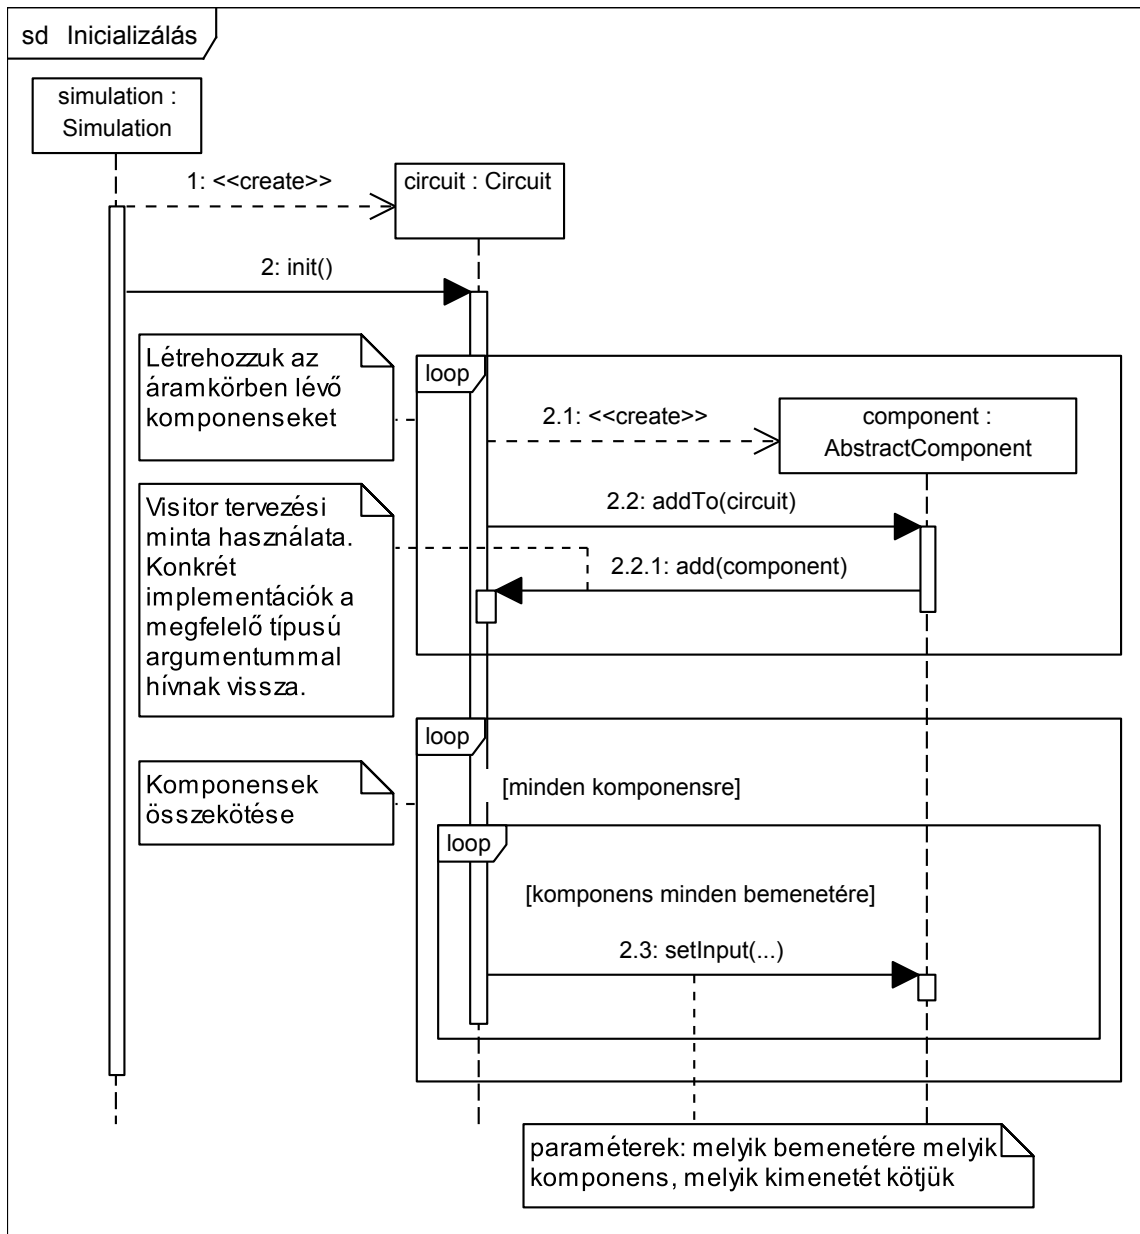 sd Inicializálás
simulation :
Simulation
1: <<create>>
circuit : Circuit
2: init()
Létrehozzuk az
áramkörben lévő
komponenseket
loop
2.1: <<create>>
component :
AbstractComponent
Visitor tervezési
minta használata.
Konkrét
implementációk a
megfelelő típusú
argumentummal
hívnak vissza.
2.2: addTo(circuit)
2.2.1: add(component)
loop
Komponensek
összekötése
[minden komponensre]
loop
[komponens minden bemenetére]
2.3: setInput(...)
paraméterek: melyik bemenetére melyik
komponens, melyik kimenetét kötjük